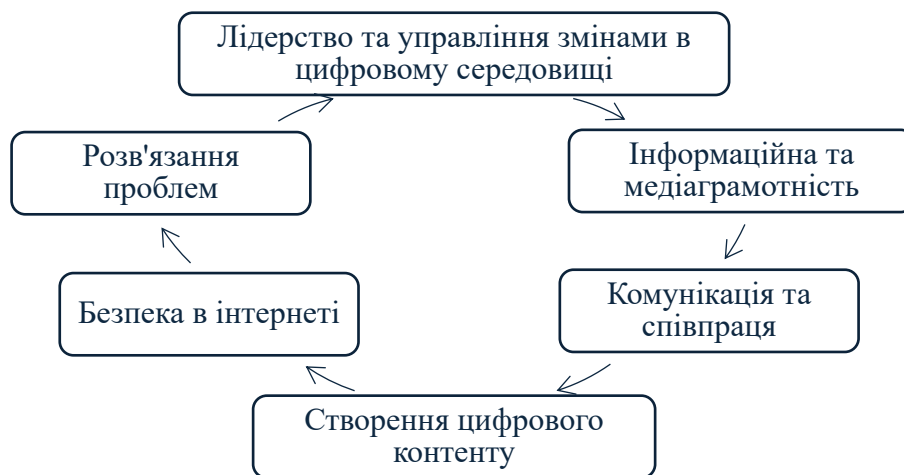 Лідерство та управління змінами в
цифровому середовищі
Інформаційна та
медіаграмотність
Комунікація та
співпраця
Створення цифрового
контенту
Безпека в інтернеті
Розв'язання
проблем